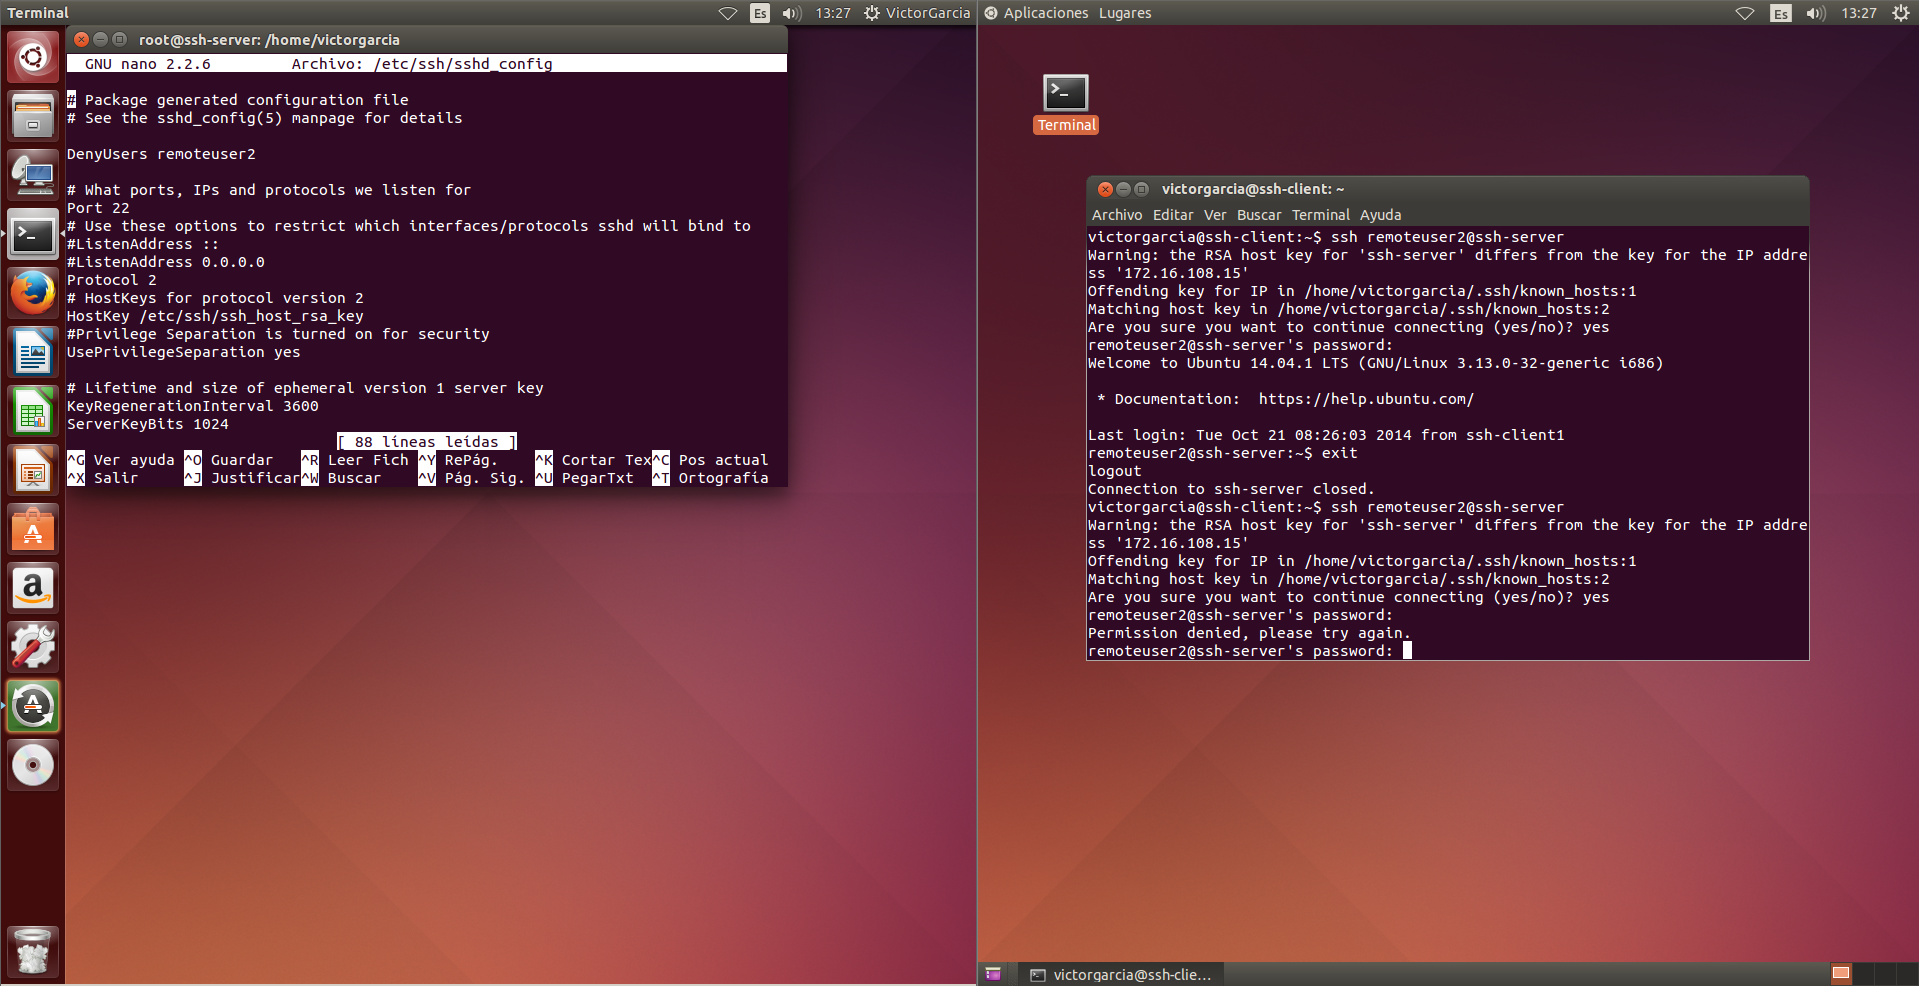 Terminal
Es
13:27
VictorGarcia
root@ssh-server: /home/victorgarcia
GNU nano 2.2.6 Archivo: /etc/ssh/sshd_config
# Package generated configuration file
# See the sshd_config(5) manpage for details
DenyUsers remoteuser2
# What ports, IPs and protocols we listen for
Port 22
# Use these options to restrict which interfaces/protocols sshd will bind to
#ListenAddress ::
#ListenAddress 0.0.0.0
Protocol 2
# HostKeys for protocol version 2
HostKey /etc/ssh/ssh_host_rsa_key
#Privilege Separation is turned on for security
UsePrivilegeSeparation yes
# Lifetime and size of ephemeral version 1 server key
KeyRegenerationInterval 3600
ServerKeyBits 1024
[ 88 líneas leídas ]
^G Ver ayuda ^O Guardar ^R Leer Fich ^Y RePág. ^K Cortar Tex^C Pos actual
^X Salir ^J Justificar^W Buscar ^V Pág. Sig. ^U PegarTxt ^T Ortografía
Aplicaciones Lugares
Es
13:27
Terminal
victorgarcia@ssh-client: ~
Archivo Editar Ver Buscar Terminal Ayuda
victorgarcia@ssh-client:~$ ssh remoteuser2@ssh-server
Warning: the RSA host key for 'ssh-server' differs from the key for the IP addre
ss '172.16.108.15'
Offending key for IP in /home/victorgarcia/.ssh/known_hosts:1
Matching host key in /home/victorgarcia/.ssh/known_hosts:2
Are you sure you want to continue connecting (yes/no)? yes
remoteuser2@ssh-server's password:
Welcome to Ubuntu 14.04.1 LTS (GNU/Linux 3.13.0-32-generic i686)
* Documentation: https://help.ubuntu.com/
Last login: Tue Oct 21 08:26:03 2014 from ssh-client1
remoteuser2@ssh-server:~$ exit
logout
Connection to ssh-server closed.
victorgarcia@ssh-client:~$ ssh remoteuser2@ssh-server
Warning: the RSA host key for 'ssh-server' differs from the key for the IP addre
ss '172.16.108.15'
Offending key for IP in /home/victorgarcia/.ssh/known_hosts:1
Matching host key in /home/victorgarcia/.ssh/known_hosts:2
Are you sure you want to continue connecting (yes/no)? yes
remoteuser2@ssh-server's password:
Permission denied, please try again.
remoteuser2@ssh-server's password:
victorgarcia@ssh-clie...